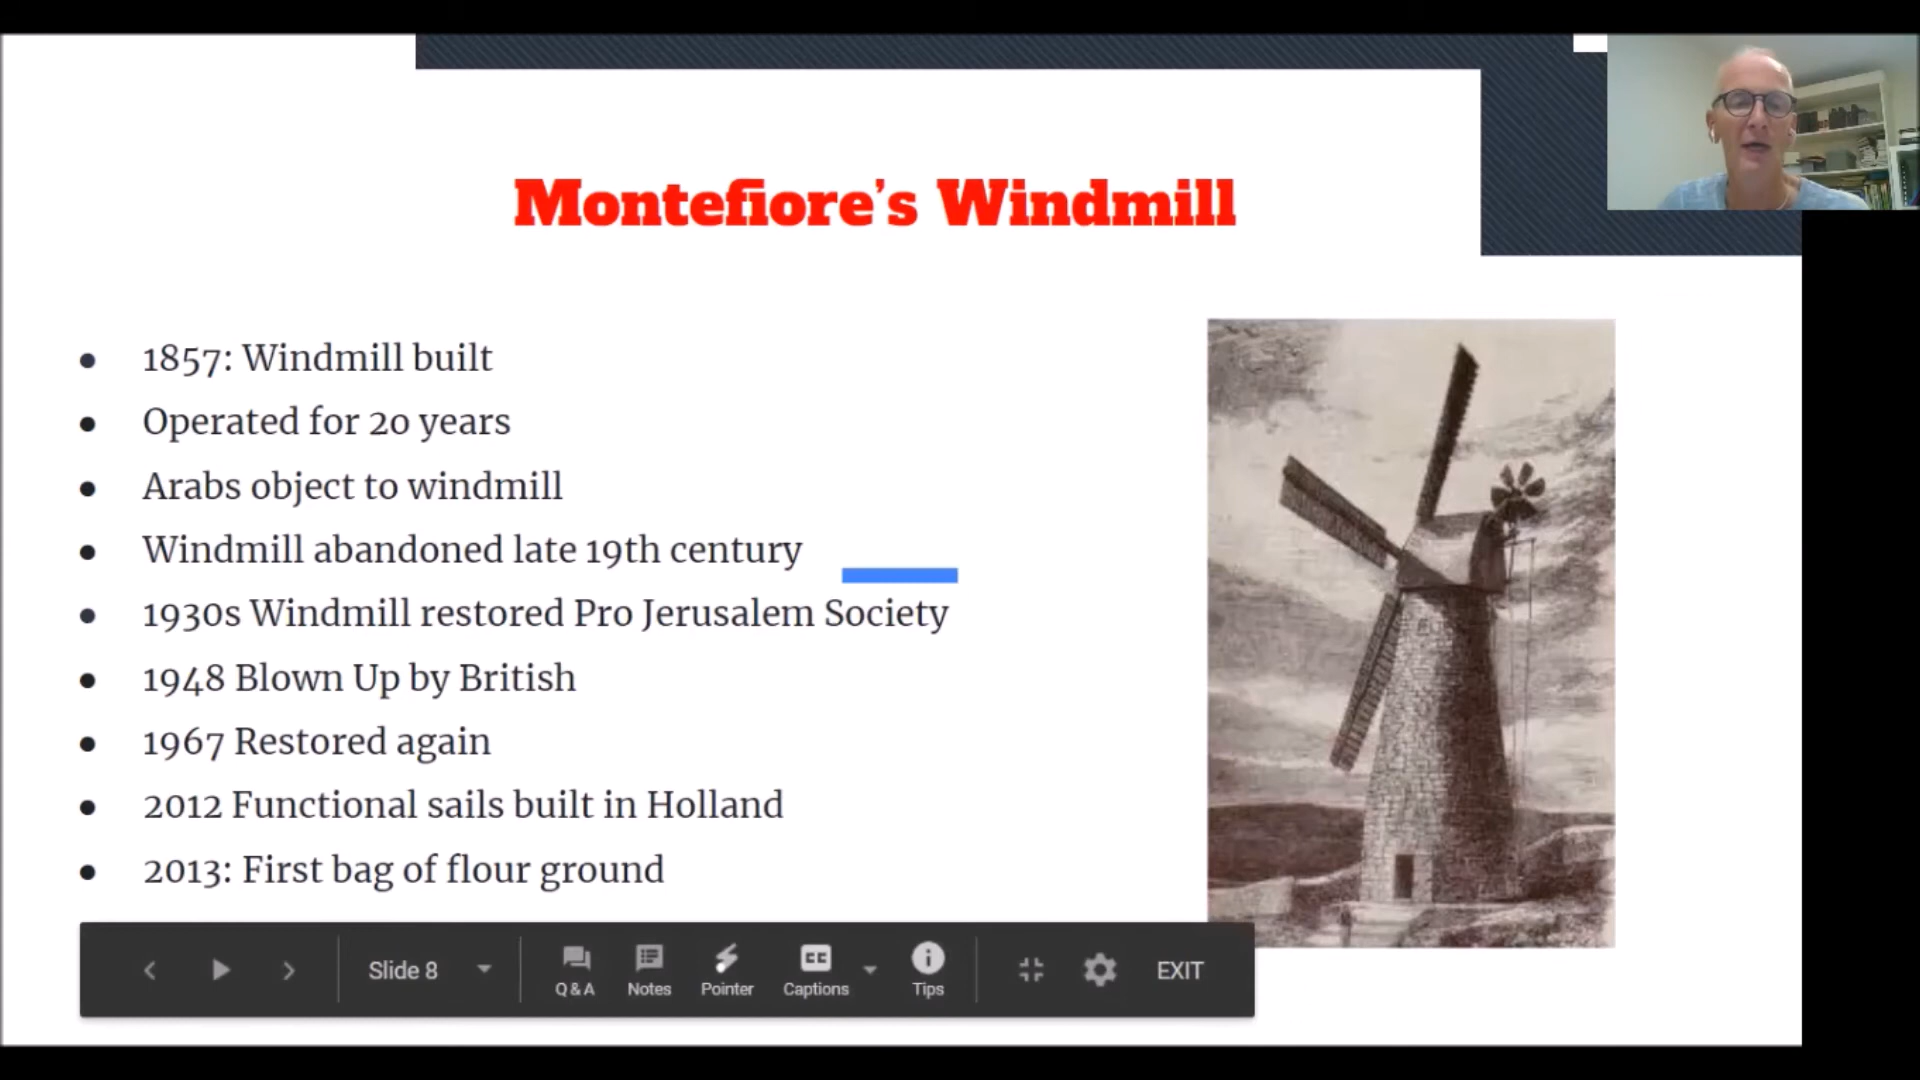 Montefiore's Windmill
● 1857: Windmill built
● Operated for 20 years
● Arabs object to windmill
● Windmill abandoned late 19th century
● 1930s Windmill restored Pro Jerusalem Society
● 1948 Blown Up by British
● 1967 Restored again
● 2012 Functional sails built in Holland
● 2013: First bag of flour ground
Slide 8
Q & A
Notes
Pointer
CC
Captions
Tips
EXIT